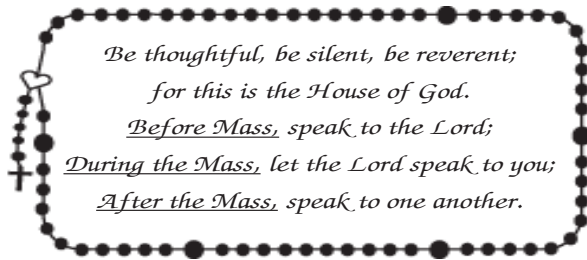 Be thoughtful, be silent, be reverent;
for this is the House of God.
Before Mass, speak to the Lord;
During the Mass, let the Lord speak to you;
After the Mass, speak to one another.